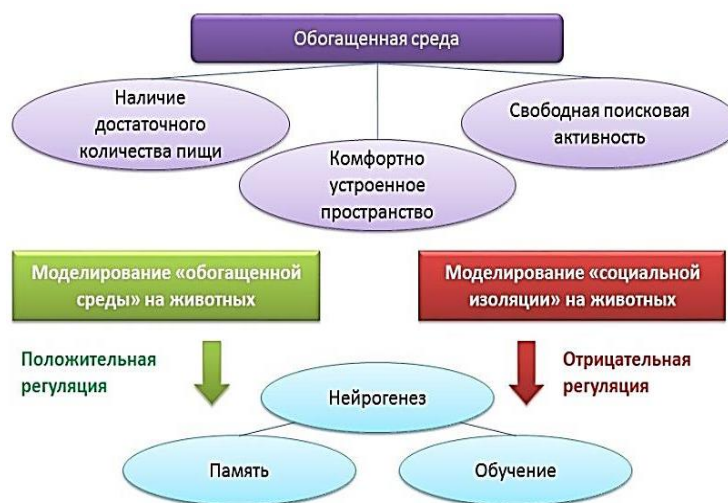 Обогащенная среда
Наличие
достаточного
количества пищи
Свободная поисковая
активность
Комфортно
устроенное
пространство
Моделирование «обогащенной
среды» на животных
Моделирование «социальной
изоляции» на животных
Положительная
регуляция
Отрицательная
регуляция
Нейрогенез
Память
Обучение